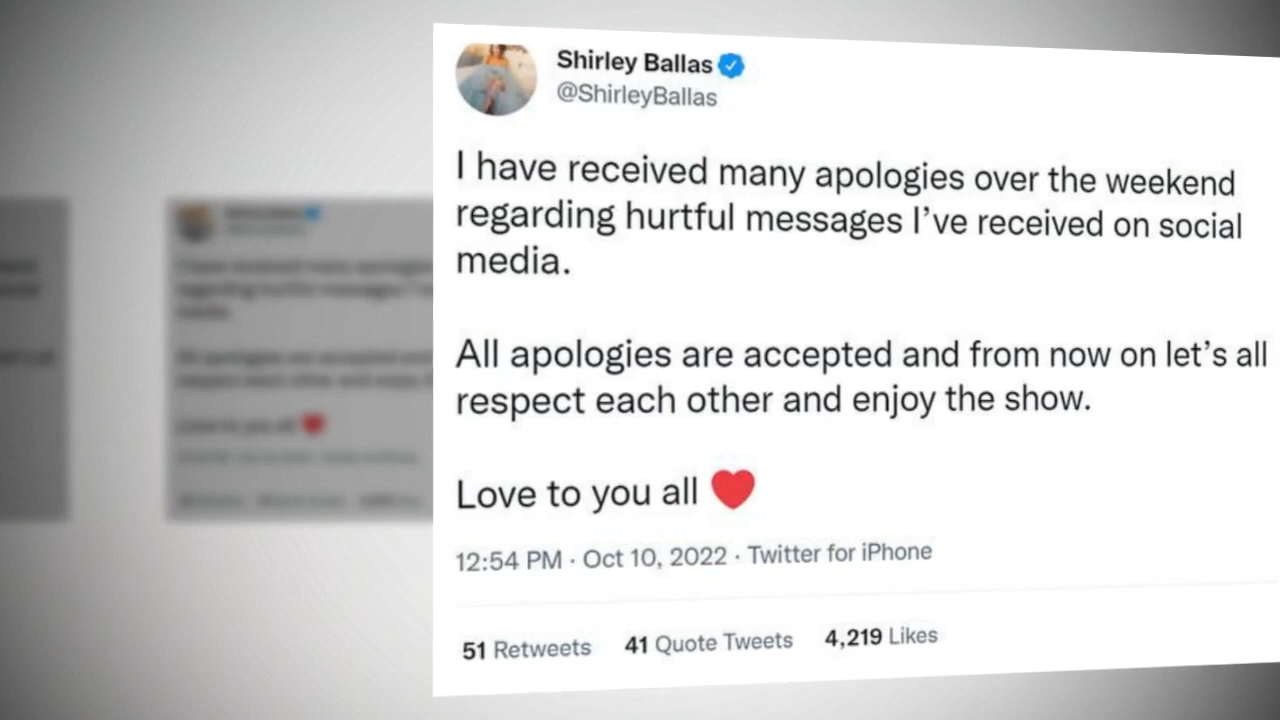 Shirley Ballas
@ShirleyBallas
I have received many apologies over the weekend
regarding hurtful messages I've received on social
media.
All apologies are accepted and from now on let's all
respect each other and enjoy the show.
Love to you all ❤️
12:54 PM · Oct 10, 2022 · Twitter for iPhone
51 Retweets 41 Quote Tweets 4,219 Likes